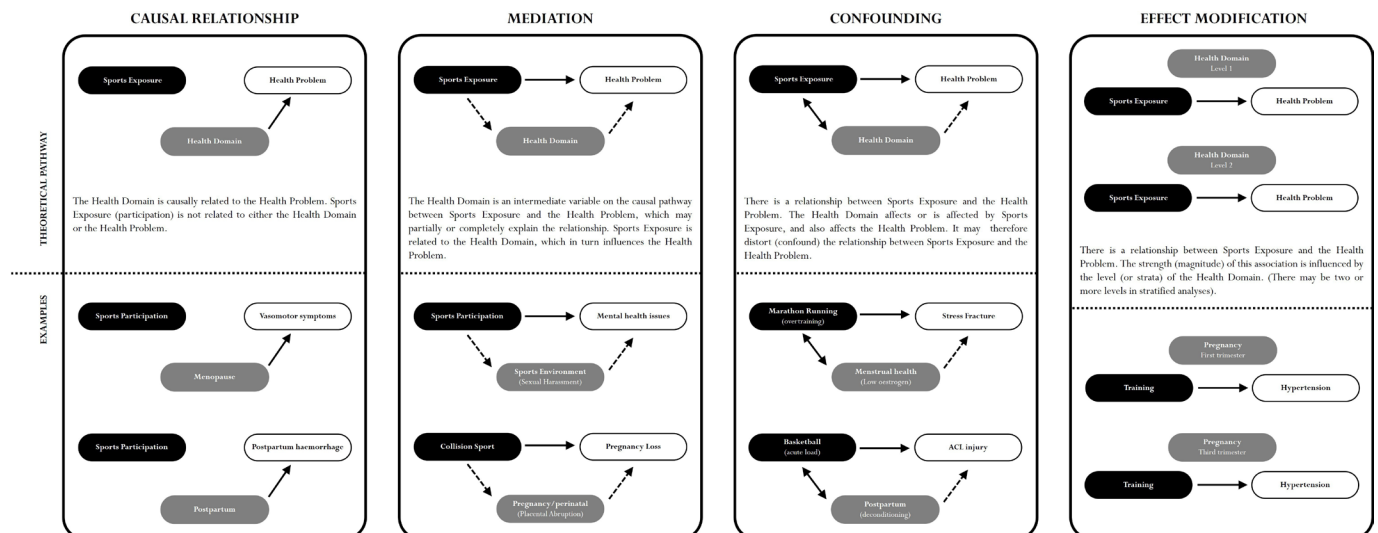 CAUSAL RELATIONSHIP
MEDIATION
CONFOUNDING
EFFECT MODIFICATION
THEORETICAL PATHWAY
Sports Exposure
Health Problem
Health Domain
The Health Domain is causally related to the Health Problem. Sports
Exposure (participation) is not related to either the Health Domain
or the Health Problem.
Sports Exposure
Health Problem
Health Domain
The Health Domain is an intermediate variable on the causal pathway
between Sports Exposure and the Health Problem, which may
partially or completely explain the relationship. Sports Exposure is
related to the Health Domain, which in turn influences the Health
Problem.
Sports Exposure
Health Problem
Health Domain
There is a relationship between Sports Exposure and the Health
Problem. The Health Domain affects or is affected by Sports
Exposure, and also affects the Health Problem. It may therefore
distort (confound) the relationship between Sports Exposure and the
Health Problem.
Health Domain
Level 1
Sports Exposure
Health Problem
Health Domain
Level 2
Sports Exposure
Health Problem
There is a relationship between Sports Exposure and the Health
Problem. The strength (magnitude) of this association is influenced by
the level (or strata) of the Health Domain. (There may be two or
more levels in stratified analyses).
EXAMPLES
Sports Participation
Vasomotor symptoms
Menopause
Sports Participation
Postpartum haemorrhage
Postpartum
Sports Participation
Mental health issues
Sports Environment
(Sexual Harassment)
Collision Sport
Pregnancy Loss
Pregnancy/perinatal
(Placental Abruption)
Marathon Running
(overtraining)
Stress Fracture
Menstrual health
(Low oestrogen)
Basketball
(acute load)
ACL injury
Postpartum
(deconditioning)
Pregnancy
First trimester
Training
Hypertension
Pregnancy
Third trimester
Training
Hypertension